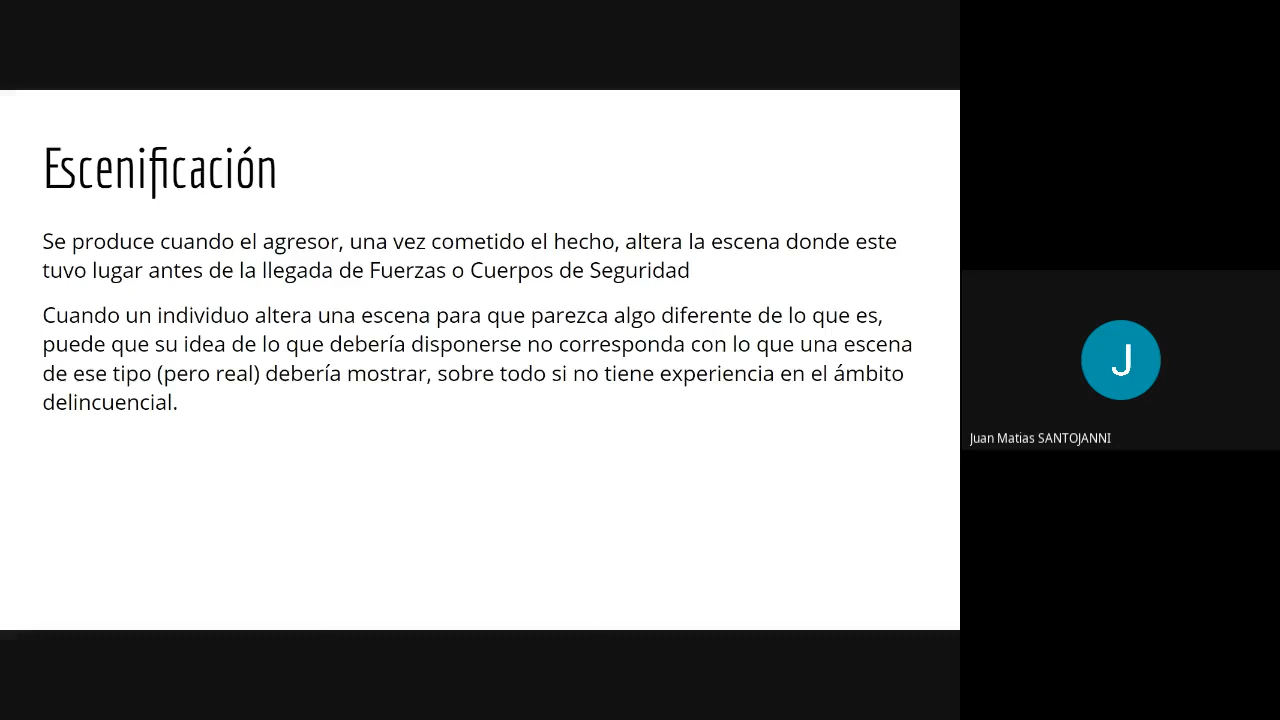 Escenificación
Se produce cuando el agresor, una vez cometido el hecho, altera la escena donde este
tuvo lugar antes de la llegada de Fuerzas o Cuerpos de Seguridad
Cuando un individuo altera una escena para que parezca algo diferente de lo que es,
puede que su idea de lo que debería disponerse no corresponda con lo que una escena
de ese tipo (pero real) debería mostrar, sobre todo si no tiene experiencia en el ámbito
delincuencial.
J
Juan Matias SANTOJANNI